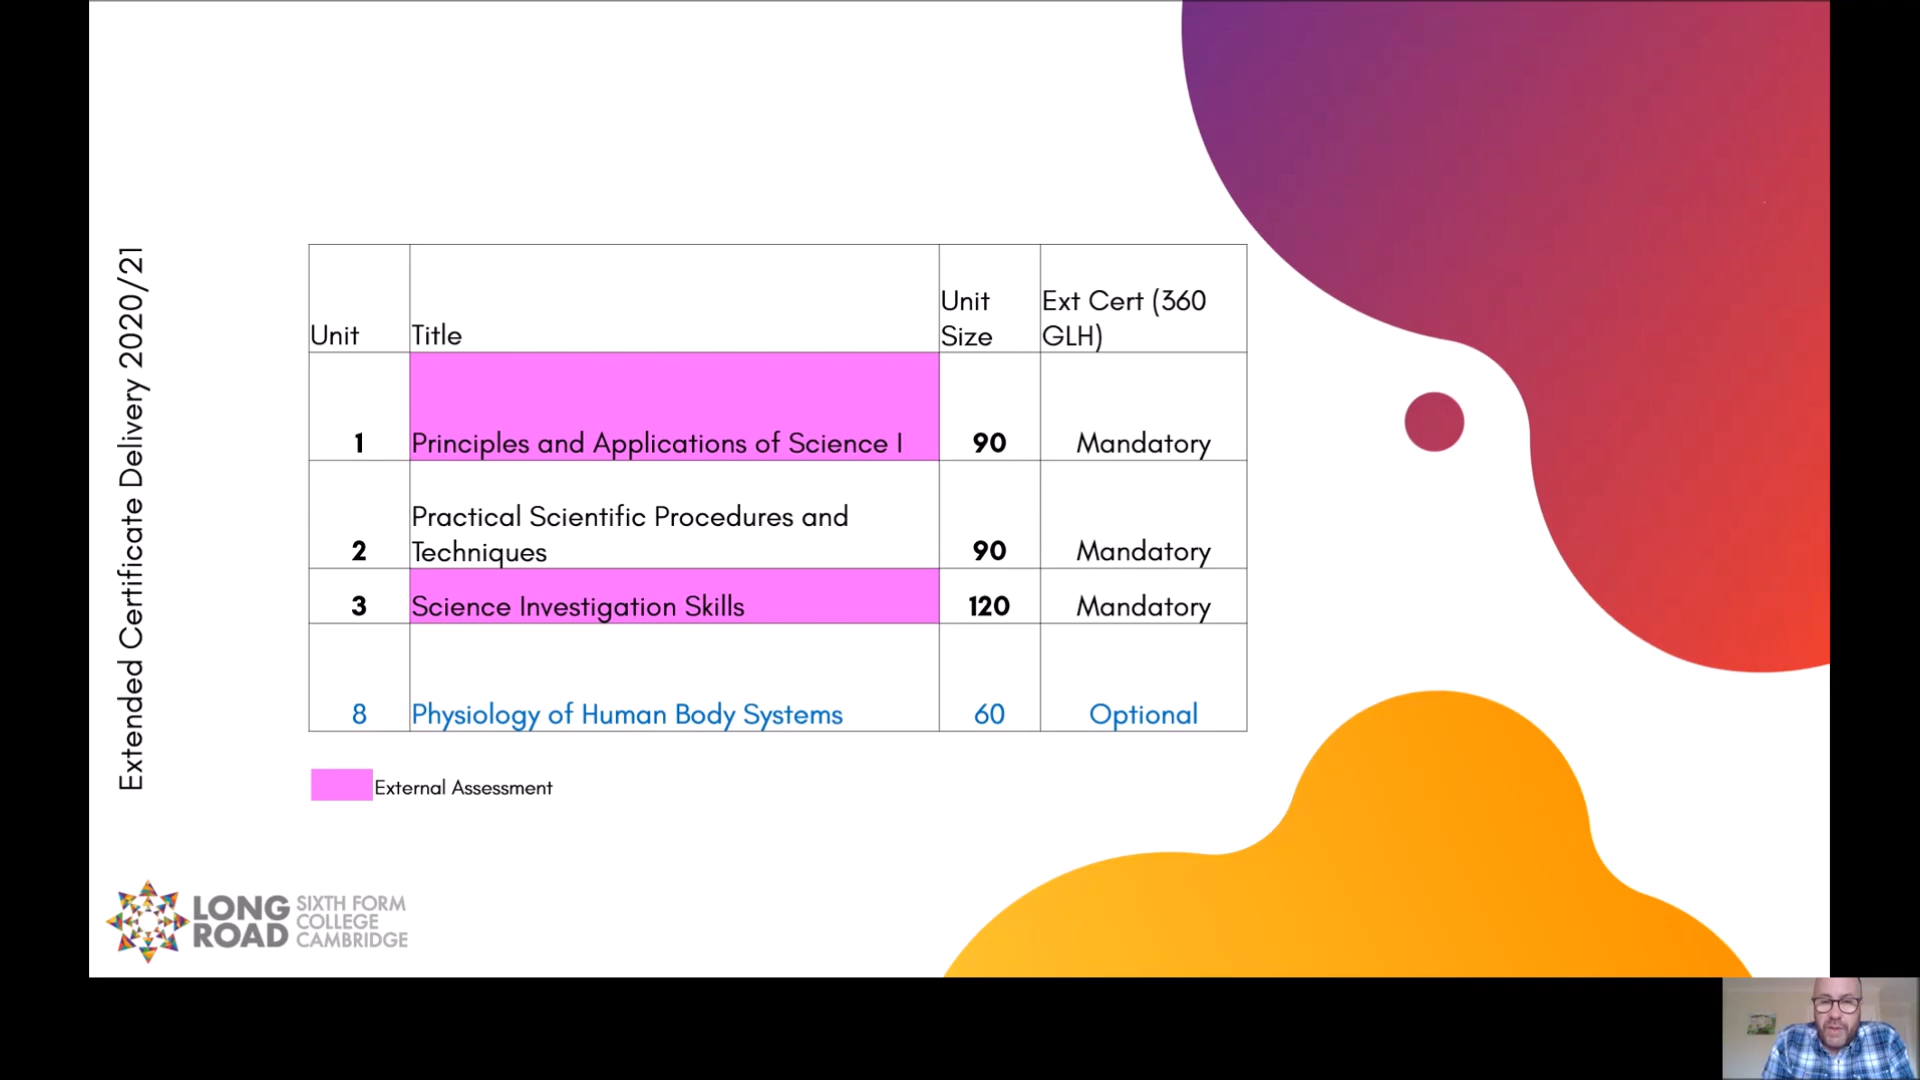 Extended Certificate Delivery 2020/21
Unit
Title
Unit
Size
Ext Cert (360
GLH)
1
Principles and Applications of Science I
90
Mandatory
2
Practical Scientific Procedures and
Techniques
90
Mandatory
3
Science Investigation Skills
120
Mandatory
8
Physiology of Human Body Systems
60
Optional
External Assessment
LONG
ROAD
SIXTH FORM
COLLEGE
CAMBRIDGE